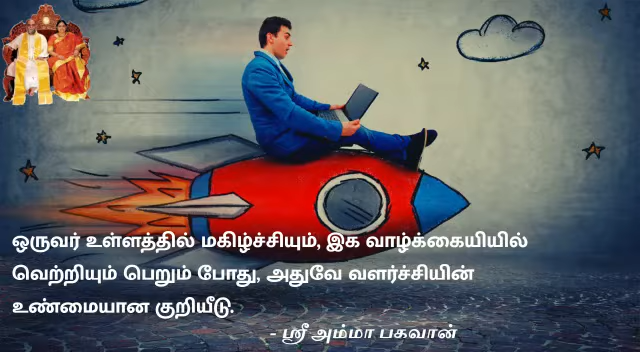 ஒருவர் உள்ளத்தில் மகிழ்ச்சியும், இக வாழ்க்கையியில்
வெற்றியும் பெறும் போது, அதுவே வளர்ச்சியின்
உண்மையான குறியீடு.
- ஸ்ரீ அம்மா பகவான்